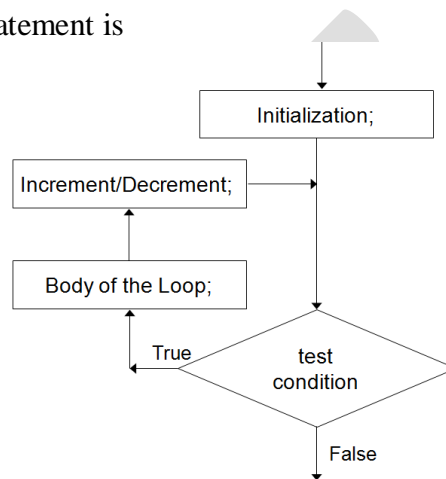 atement is
Initialization;
Increment/Decrement;
Body of the Loop;
True
test
condition
False